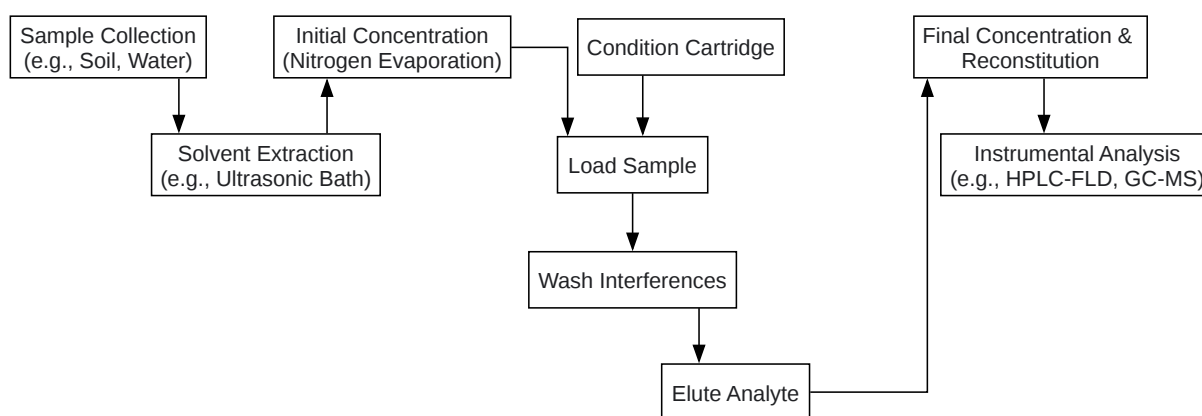 Sample Collection
(e.g., Soil, Water)
Solvent Extraction
(e.g., Ultrasonic Bath)
Initial Concentration
(Nitrogen Evaporation)
Condition Cartridge
Load Sample
Wash Interferences
Elute Analyte
Final Concentration &
Reconstitution
Instrumental Analysis
(e.g., HPLC-FLD, GC-MS)